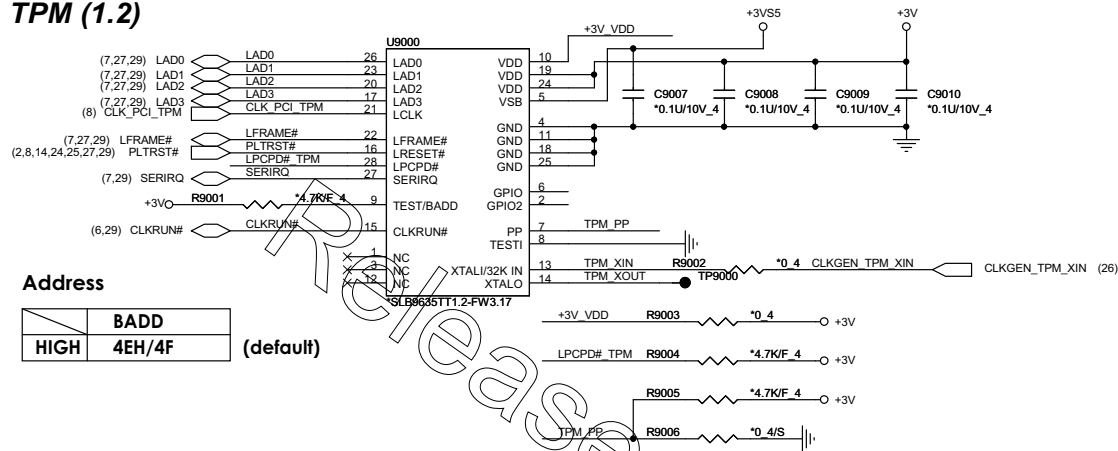 TPM (1.2)
+3VS5
+3V
+3V_VDD
U9000
(7,27,29) LAD0 LAD0 26 LAD0 VDD 10
(7,27,29) LAD1 LAD1 23 LAD1 VDD 19
(7,27,29) LAD2 LAD2 20 LAD2 VDD 24
(7,27,29) LAD3 LAD3 17 LAD3 VSB 5
(8) CLK_PCI_TPM CLK_PCI_TPM 21 LCLK
C9007 C9008 C9009 C9010
*0.1U/10V_4 *0.1U/10V_4 *0.1U/10V_4 *0.1U/10V_4
GND 4
(7,27,29) LFRAME# LFRAME# 22 LFRAME# GND 11
(2,8,14,24,25,27,29) PLTRST# PLTRST# 16 LRESET# GND 18
LPCPD#_TPM 28 LPCPD# GND 25
(7,29) SERIRQ SERIRQ 27 SERIRQ
GPIO 6
+3V R9001 *4.7K/F_4 9 TEST/BADD GPIO2 2
(6,29) CLKRUN# CLKRUN# 15 CLKRUN# PP 7 TPM_PP
TESTI 8
1 NC
3 NC XTALI/32K IN 13 TPM_XIN R9002 *0_4 CLKGEN_TPM_XIN CLKGEN_TPM_XIN (26)
12 NC XTALO 14 TPM_XOUT TP9000
*SLB9635TT1.2-FW3.17
Address
BADD
HIGH 4EH/4F (default)
+3V_VDD R9003 *0_4 +3V
LPCPD#_TPM R9004 *4.7K/F_4 +3V
R9005 *4.7K/F_4 +3V
TPM_PP R9006 *0_4/S
Release